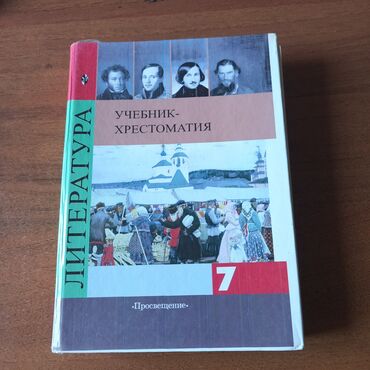 ЛИТЕРАТУРА
УЧЕБНИК-
ХРЕСТОМАТИЯ
7
«Просвещение»